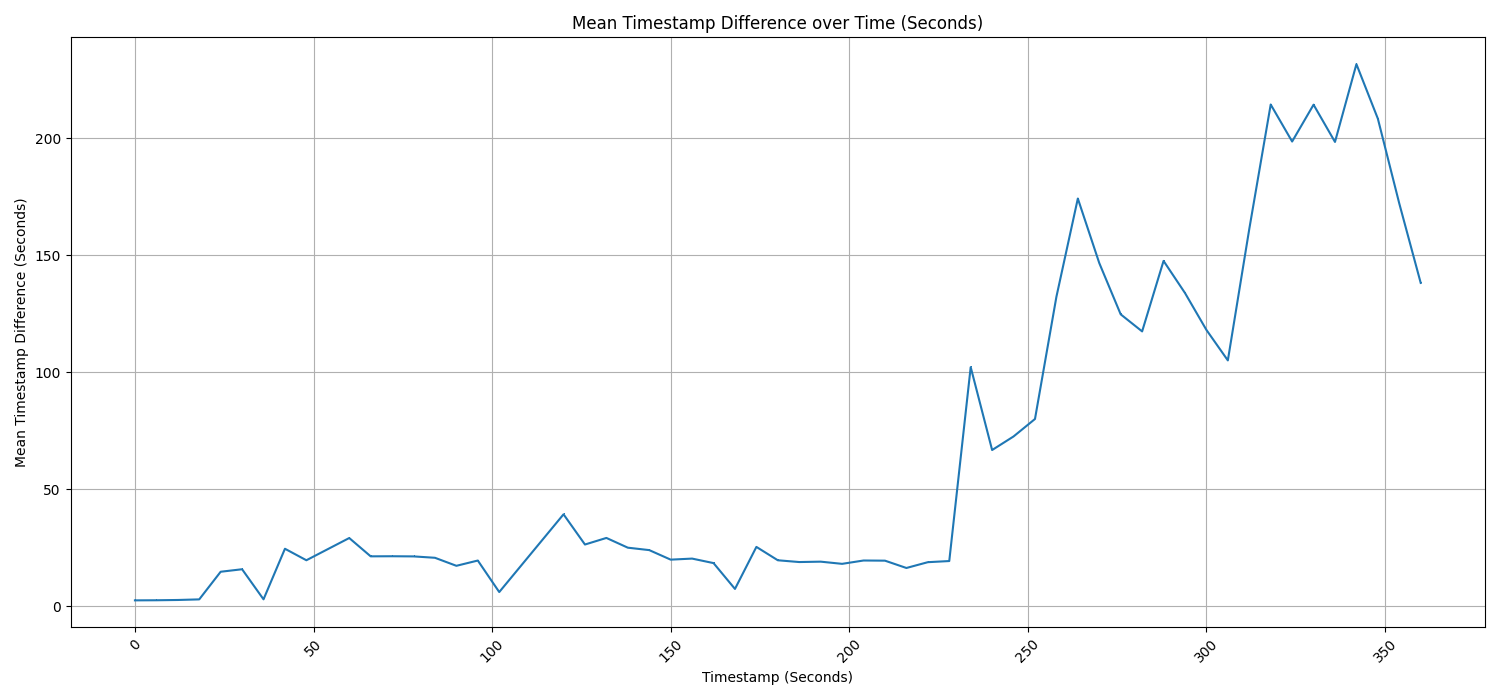 Mean Timestamp Difference over Time (Seconds)
Mean Timestamp Difference (Seconds)
200
150
100
50
0
0 50 100 150 200 250 300 350
Timestamp (Seconds)